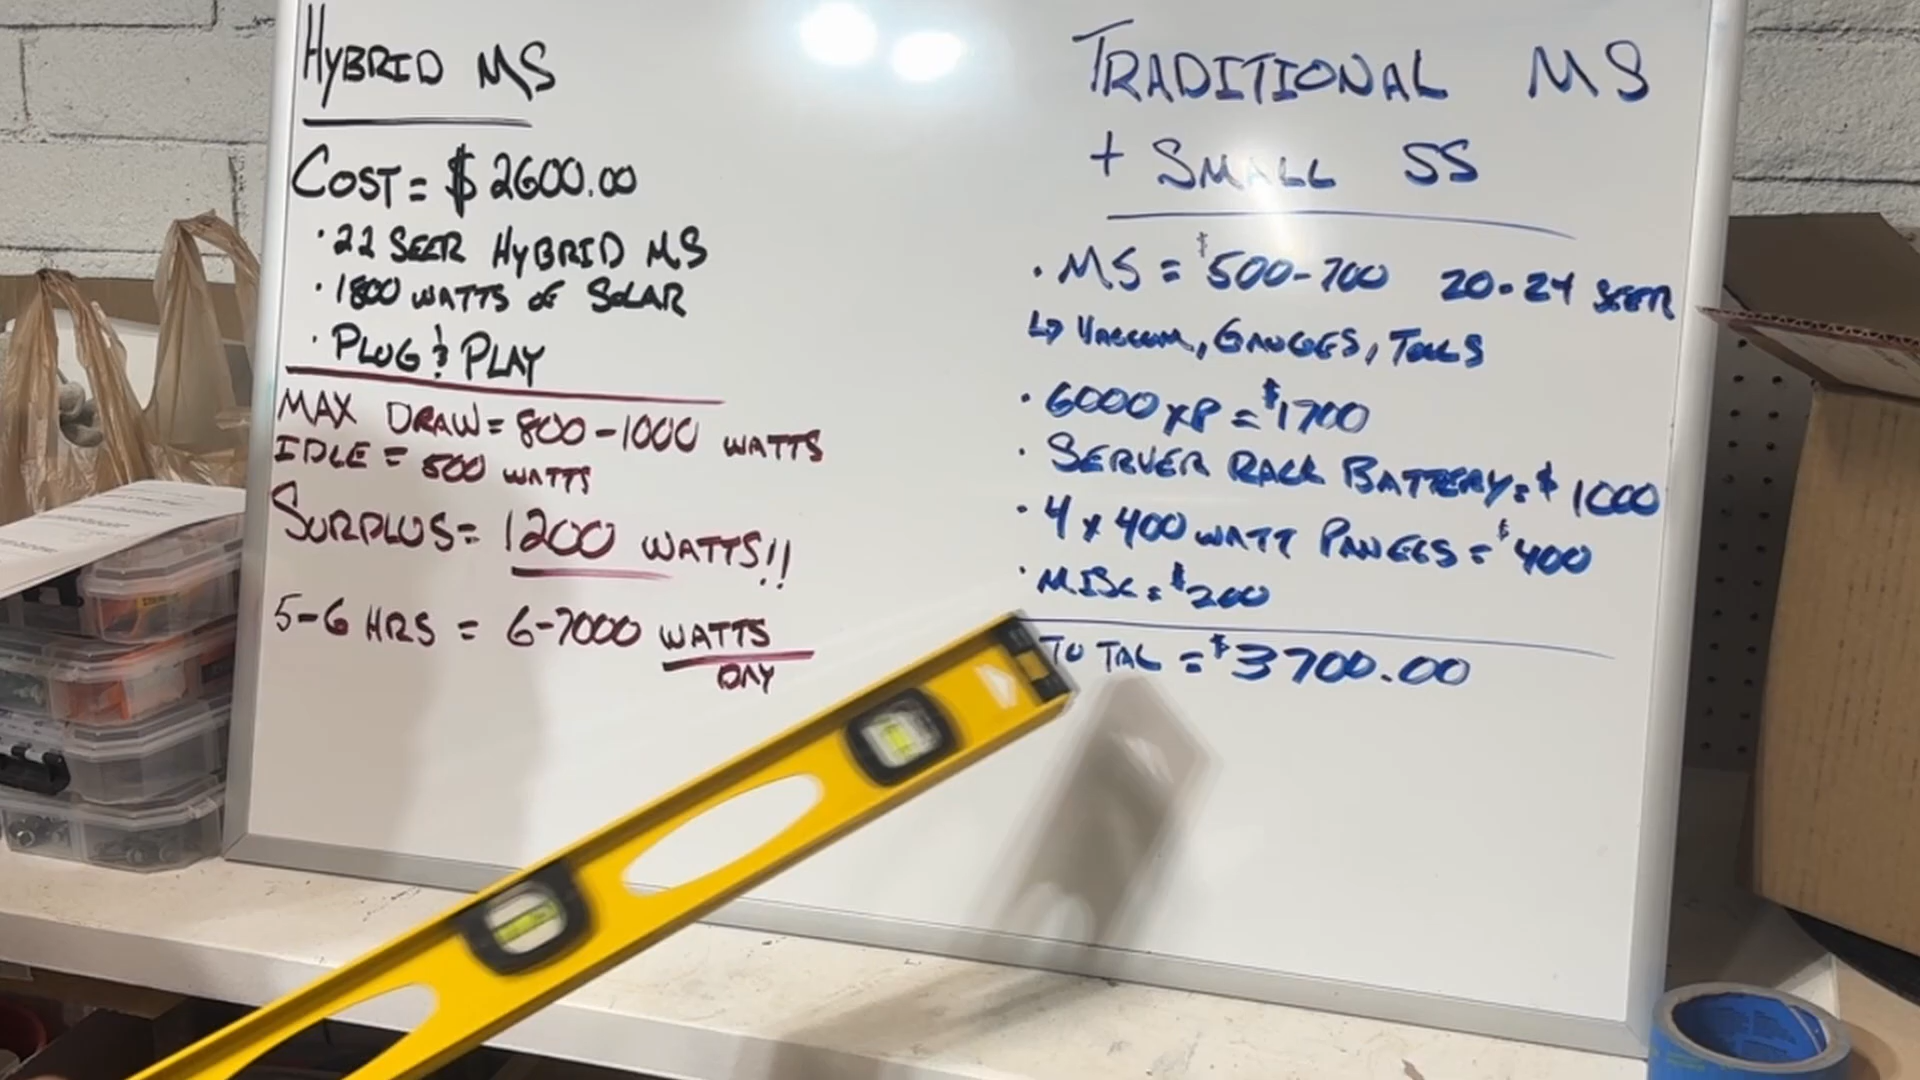 HYBRID MS
COST = $2600.00
• 22 SEER HYBRID MS
• 1800 WATTS OF SOLAR
• PLUG & PLAY
MAX DRAW = 800-1000 WATTS
IDLE = 500 WATTS
SURPLUS = 1200 WATTS!!
5-6 HRS = 6-7000 WATTS
DAY
TRADITIONAL MS
+ SMALL SS
• MS = $500-700 20-24 SEER
↳ VACCUM, GAUGES, TOOLS
• 6000XP = $1700
• SERVER RACK BATTERY = $1000
• 4 x 400 WATT PANELS = $400
• MISC = $200
TOTAL = $3700.00